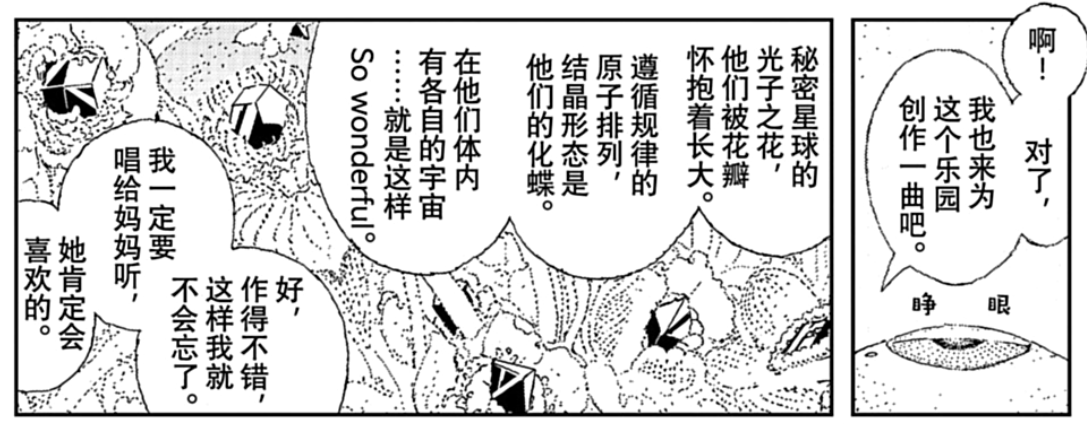 啊！
对了，
我也来为
这个乐园
创作一曲吧。
睁眼
秘密星球的
光子之花，
他们被花瓣
怀抱着长大。
遵循规律的
原子排列，
结晶形态是
他们的化蝶。
在他们体内
有各自的宇宙
……就是这样
So wonderful。
好，
作得不错，
这样我就
不会忘了。
我一定要
唱给妈妈听，
她肯定会
喜欢的。